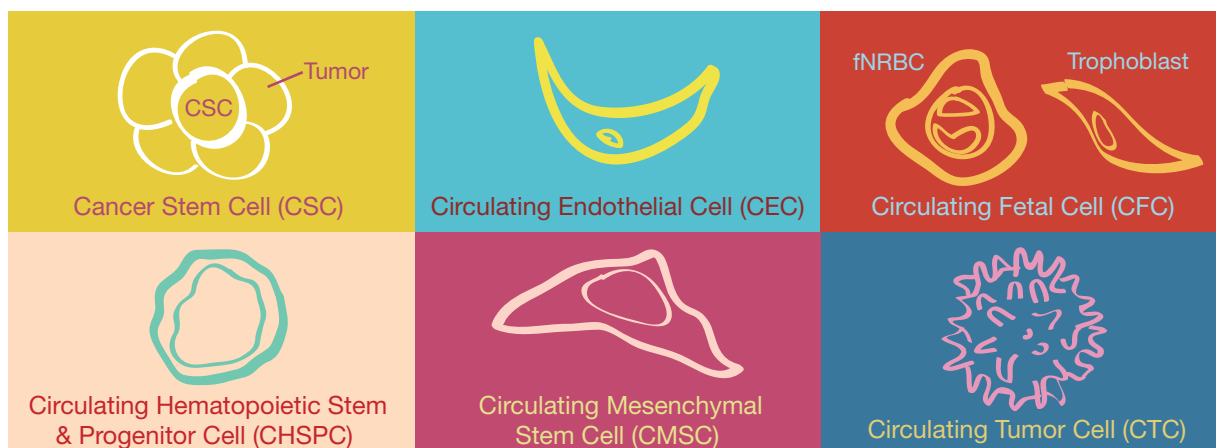 Tumor
CSC
Cancer Stem Cell (CSC)
Circulating Endothelial Cell (CEC)
fNRBC
Trophoblast
Circulating Fetal Cell (CFC)
Circulating Hematopoietic Stem
& Progenitor Cell (CHSPC)
Circulating Mesenchymal
Stem Cell (CMSC)
Circulating Tumor Cell (CTC)